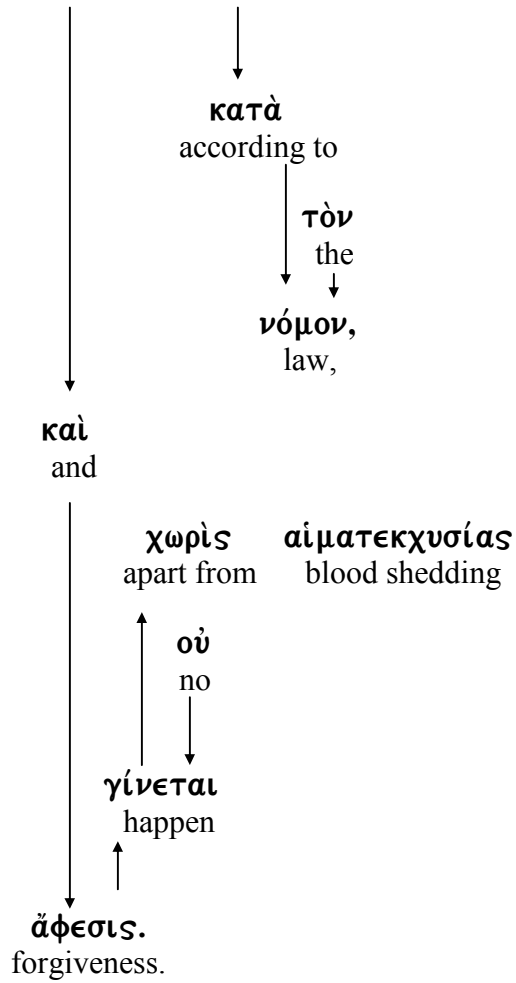 κατὰ
according to
τὸν
the
νόμον,
law,
καὶ
and
χωρὶς αἱματεκχυσίας
apart from blood shedding
οὐ
no
γίνεται
happen
ἄφεσις.
forgiveness.